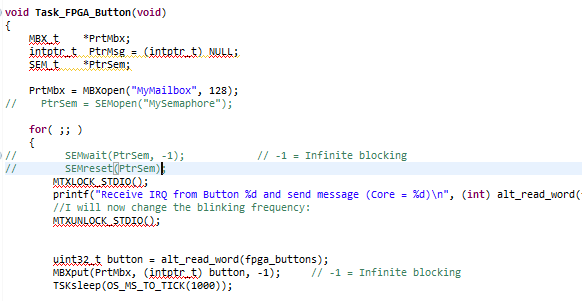 void Task_FPGA_Button(void)
{
MBX_t *PrtMbx;
intptr_t PtrMsg = (intptr_t) NULL;
SEM_t *PtrSem;
PrtMbx = MBXopen("MyMailbox", 128);
// PtrSem = SEMopen("MySemaphore");
for( ;; )
{
// SEMwait(PtrSem, -1); // -1 = Infinite blocking
// SEMreset(PtrSem);
MTXLOCK_STDIO();
printf("Receive IRQ from Button %d and send message (Core = %d)\n", (int) alt_read_word(
//I will now change the blinking frequency:
MTXUNLOCK_STDIO();
uint32_t button = alt_read_word(fpga_buttons);
MBXput(PrtMbx, (intptr_t) button, -1); // -1 = Infinite blocking
TSKsleep(OS_MS_TO_TICK(1000));